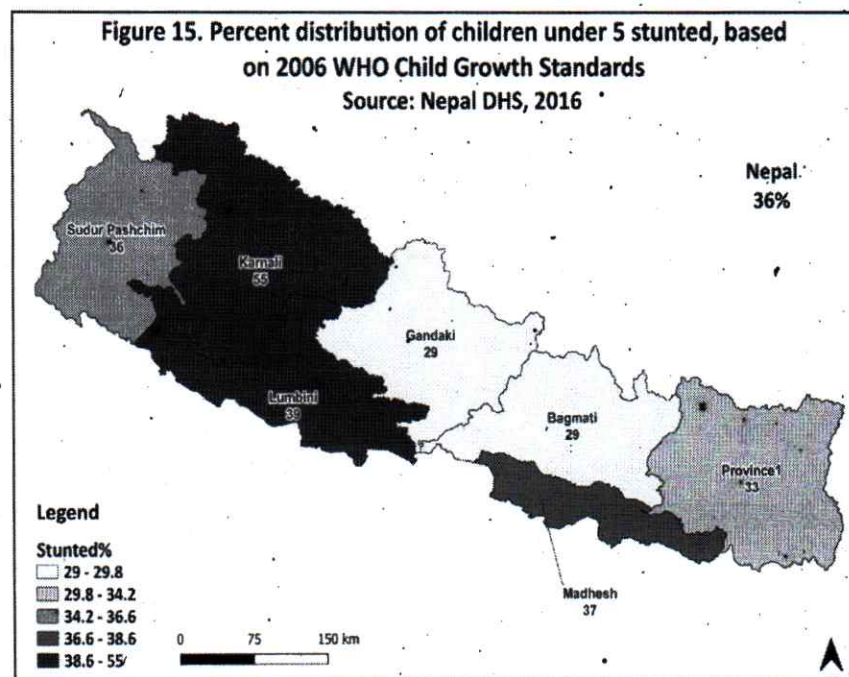 Figure 15. Percent distribution of children under 5 stunted, based
on 2006 WHO Child Growth Standards
Source: Nepal DHS, 2016
Nepal
36%
Sudur Pashchim
36
Karnali
55
Gandaki
29
Lumbini
39
Bagmati
29
Province1
33
Madhesh
37
Legend
Stunted%
29 - 29.8
29.8 - 34.2
34.2 - 36.6
36.6 - 38.6
38.6 - 55
0 75 150 km